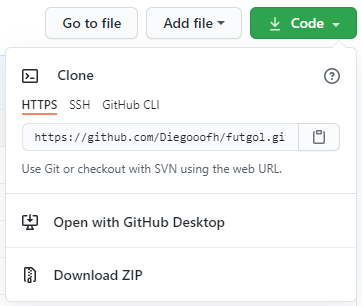 Go to file Add file Code
Clone
HTTPS SSH GitHub CLI
https://github.com/Diegooofh/futgol.gi
Use Git or checkout with SVN using the web URL.
Open with GitHub Desktop
Download ZIP